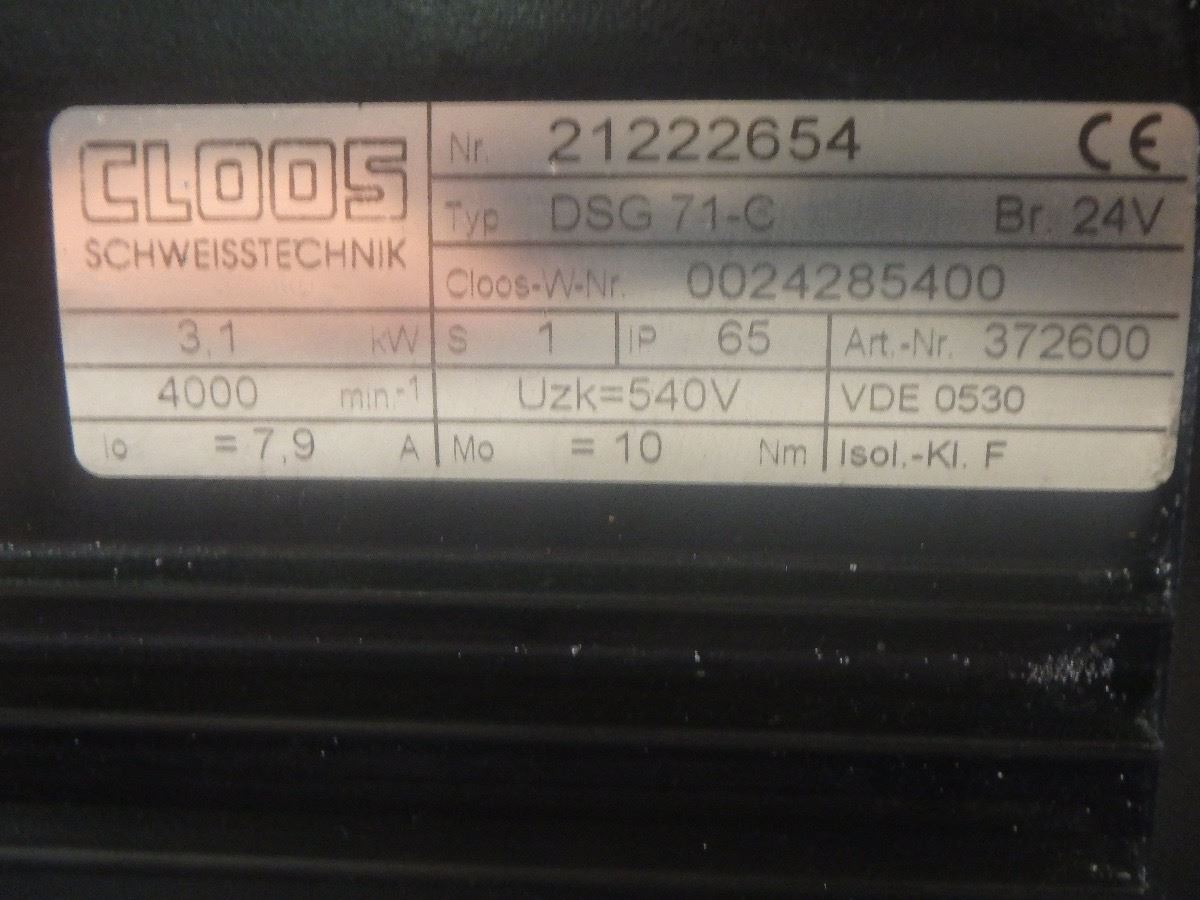 CLOOS
SCHWEISSTECHNIK
Nr. 21222654 CE
Typ DSG 71-C Br. 24V
Cloos-W-Nr. 0024285400
3,1 kW S 1 IP 65 Art.-Nr. 372600
4000 min.-1 Uzk=540V VDE 0530
Io = 7,9 A Mo = 10 Nm Isol.-Kl. F